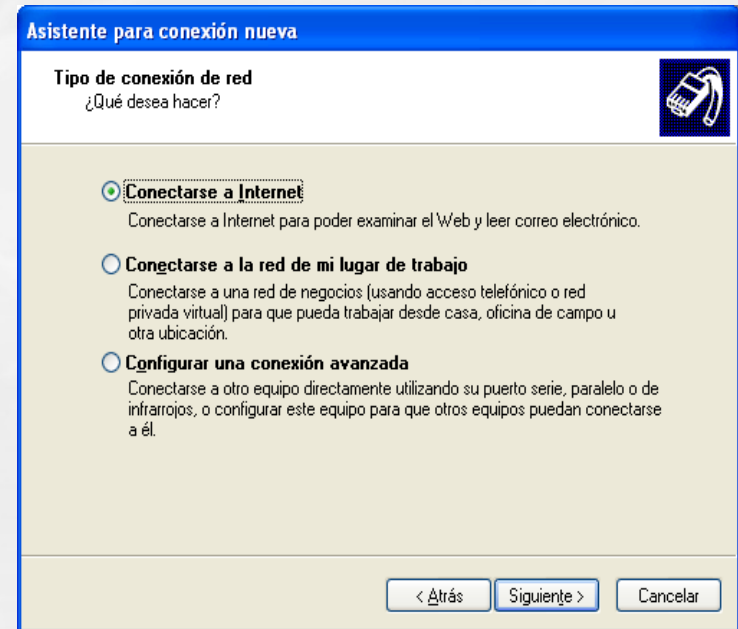 Asistente para conexión nueva
Tipo de conexión de red
¿Qué desea hacer?
Conectarse a Internet
Conectarse a Internet para poder examinar el Web y leer correo electrónico.
Conectarse a la red de mi lugar de trabajo
Conectarse a una red de negocios (usando acceso telefónico o red
privada virtual) para que pueda trabajar desde casa, oficina de campo u
otra ubicación.
Configurar una conexión avanzada
Conectarse a otro equipo directamente utilizando su puerto serie, paralelo o de
infrarrojos, o configurar este equipo para que otros equipos puedan conectarse
a él.
< Atrás Siguiente > Cancelar